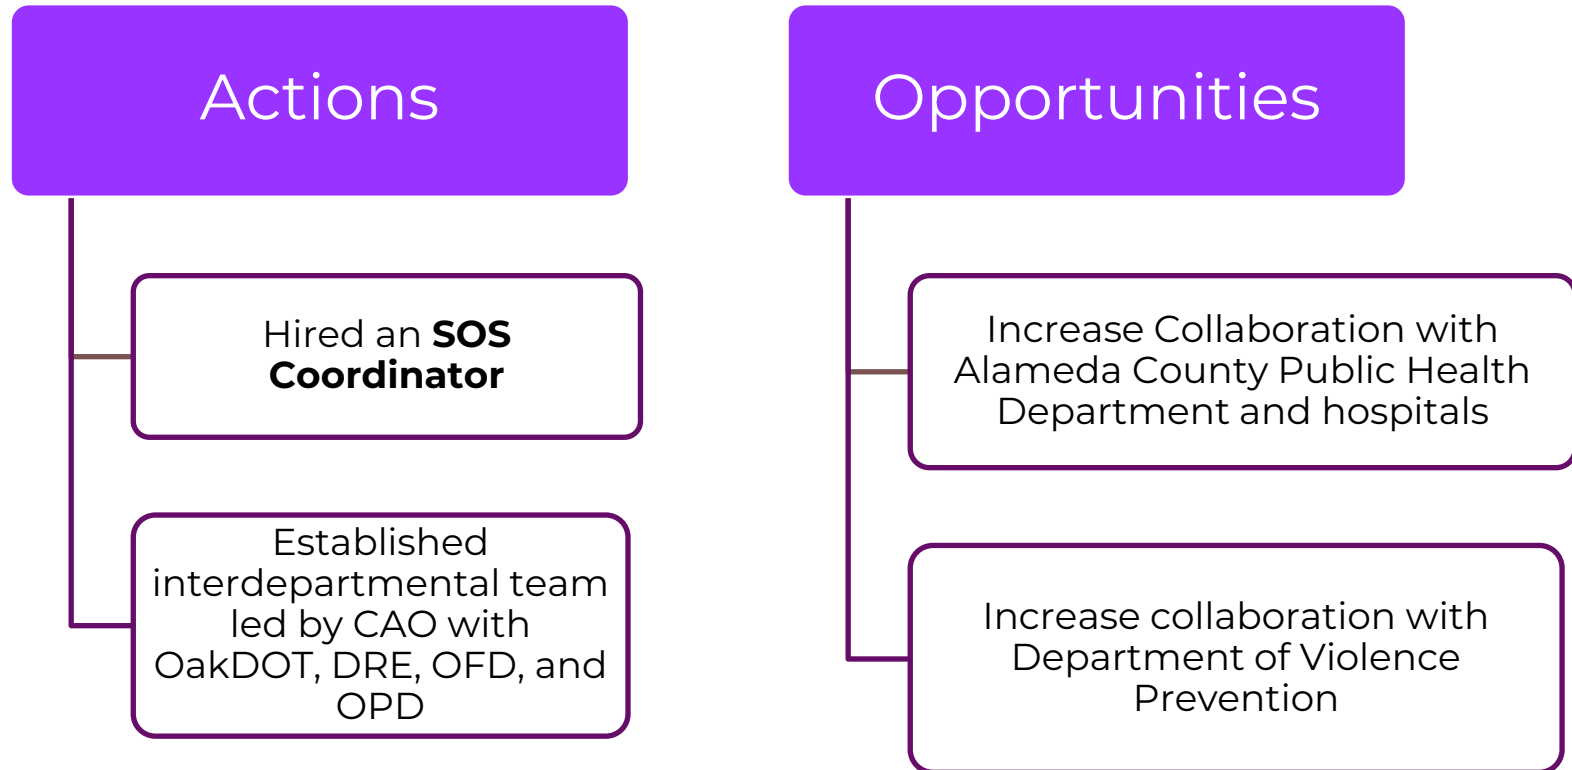 Actions
Hired an SOS
Coordinator
Established
interdepartmental team
led by CAO with
OakDOT, DRE, OFD, and
OPD
Opportunities
Increase Collaboration with
Alameda County Public Health
Department and hospitals
Increase collaboration with
Department of Violence
Prevention